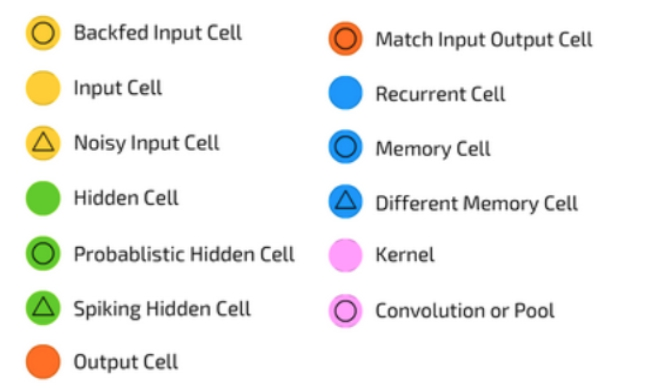 Backfed Input Cell
Input Cell
Noisy Input Cell
Hidden Cell
Probablistic Hidden Cell
Spiking Hidden Cell
Output Cell
Match Input Output Cell
Recurrent Cell
Memory Cell
Different Memory Cell
Kernel
Convolution or Pool